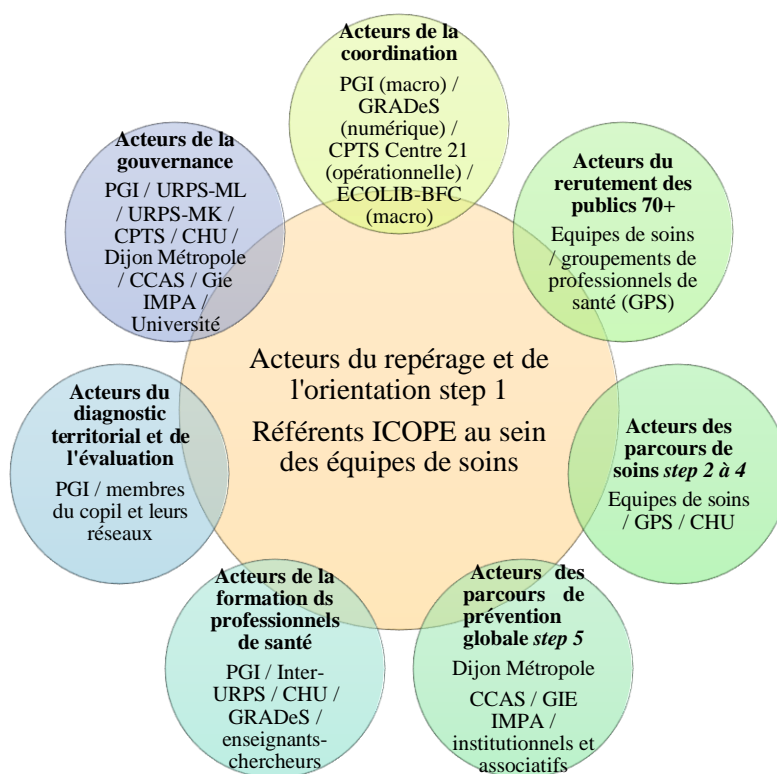 Acteurs de la
coordination
PGI (macro) /
GRADeS
(numérique) /
CPTS Centre 21
(opérationnelle) /
ECOLIB-BFC
(macro)
Acteurs du
rerutement des
publics 70+
Equipes de soins
/ groupements de
professionnels de
santé (GPS)
Acteurs des
parcours de
soins step 2 à 4
Equipes de soins
/ GPS / CHU
Acteurs des
parcours de
prévention
globale step 5
Dijon Métropole
CCAS / GIE
IMPA /
institutionnels et
associatifs
Acteurs de la
formation ds
professionnels
de santé
PGI / Inter-
URPS / CHU /
GRADeS /
enseignants-
chercheurs
Acteurs du
diagnostic
territorial et de
l'évaluation
PGI / membres
du copil et leurs
réseaux
Acteurs de la
gouvernance
PGI / URPS-ML
/ URPS-MK /
CPTS / CHU /
Dijon Métropole
/ CCAS / Gie
IMPA /
Université
Acteurs du repérage et de
l'orientation step 1
Référents ICOPE au sein
des équipes de soins